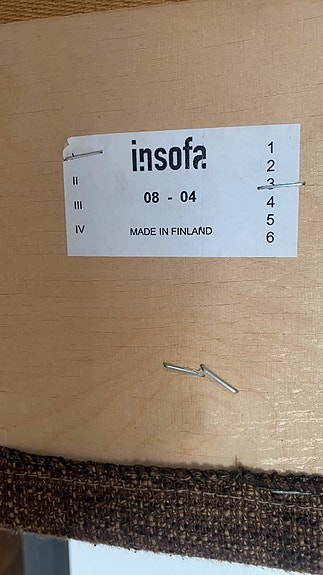 insofa
08 - 04
MADE IN FINLAND
II
III
IV
1
2
3
4
5
6